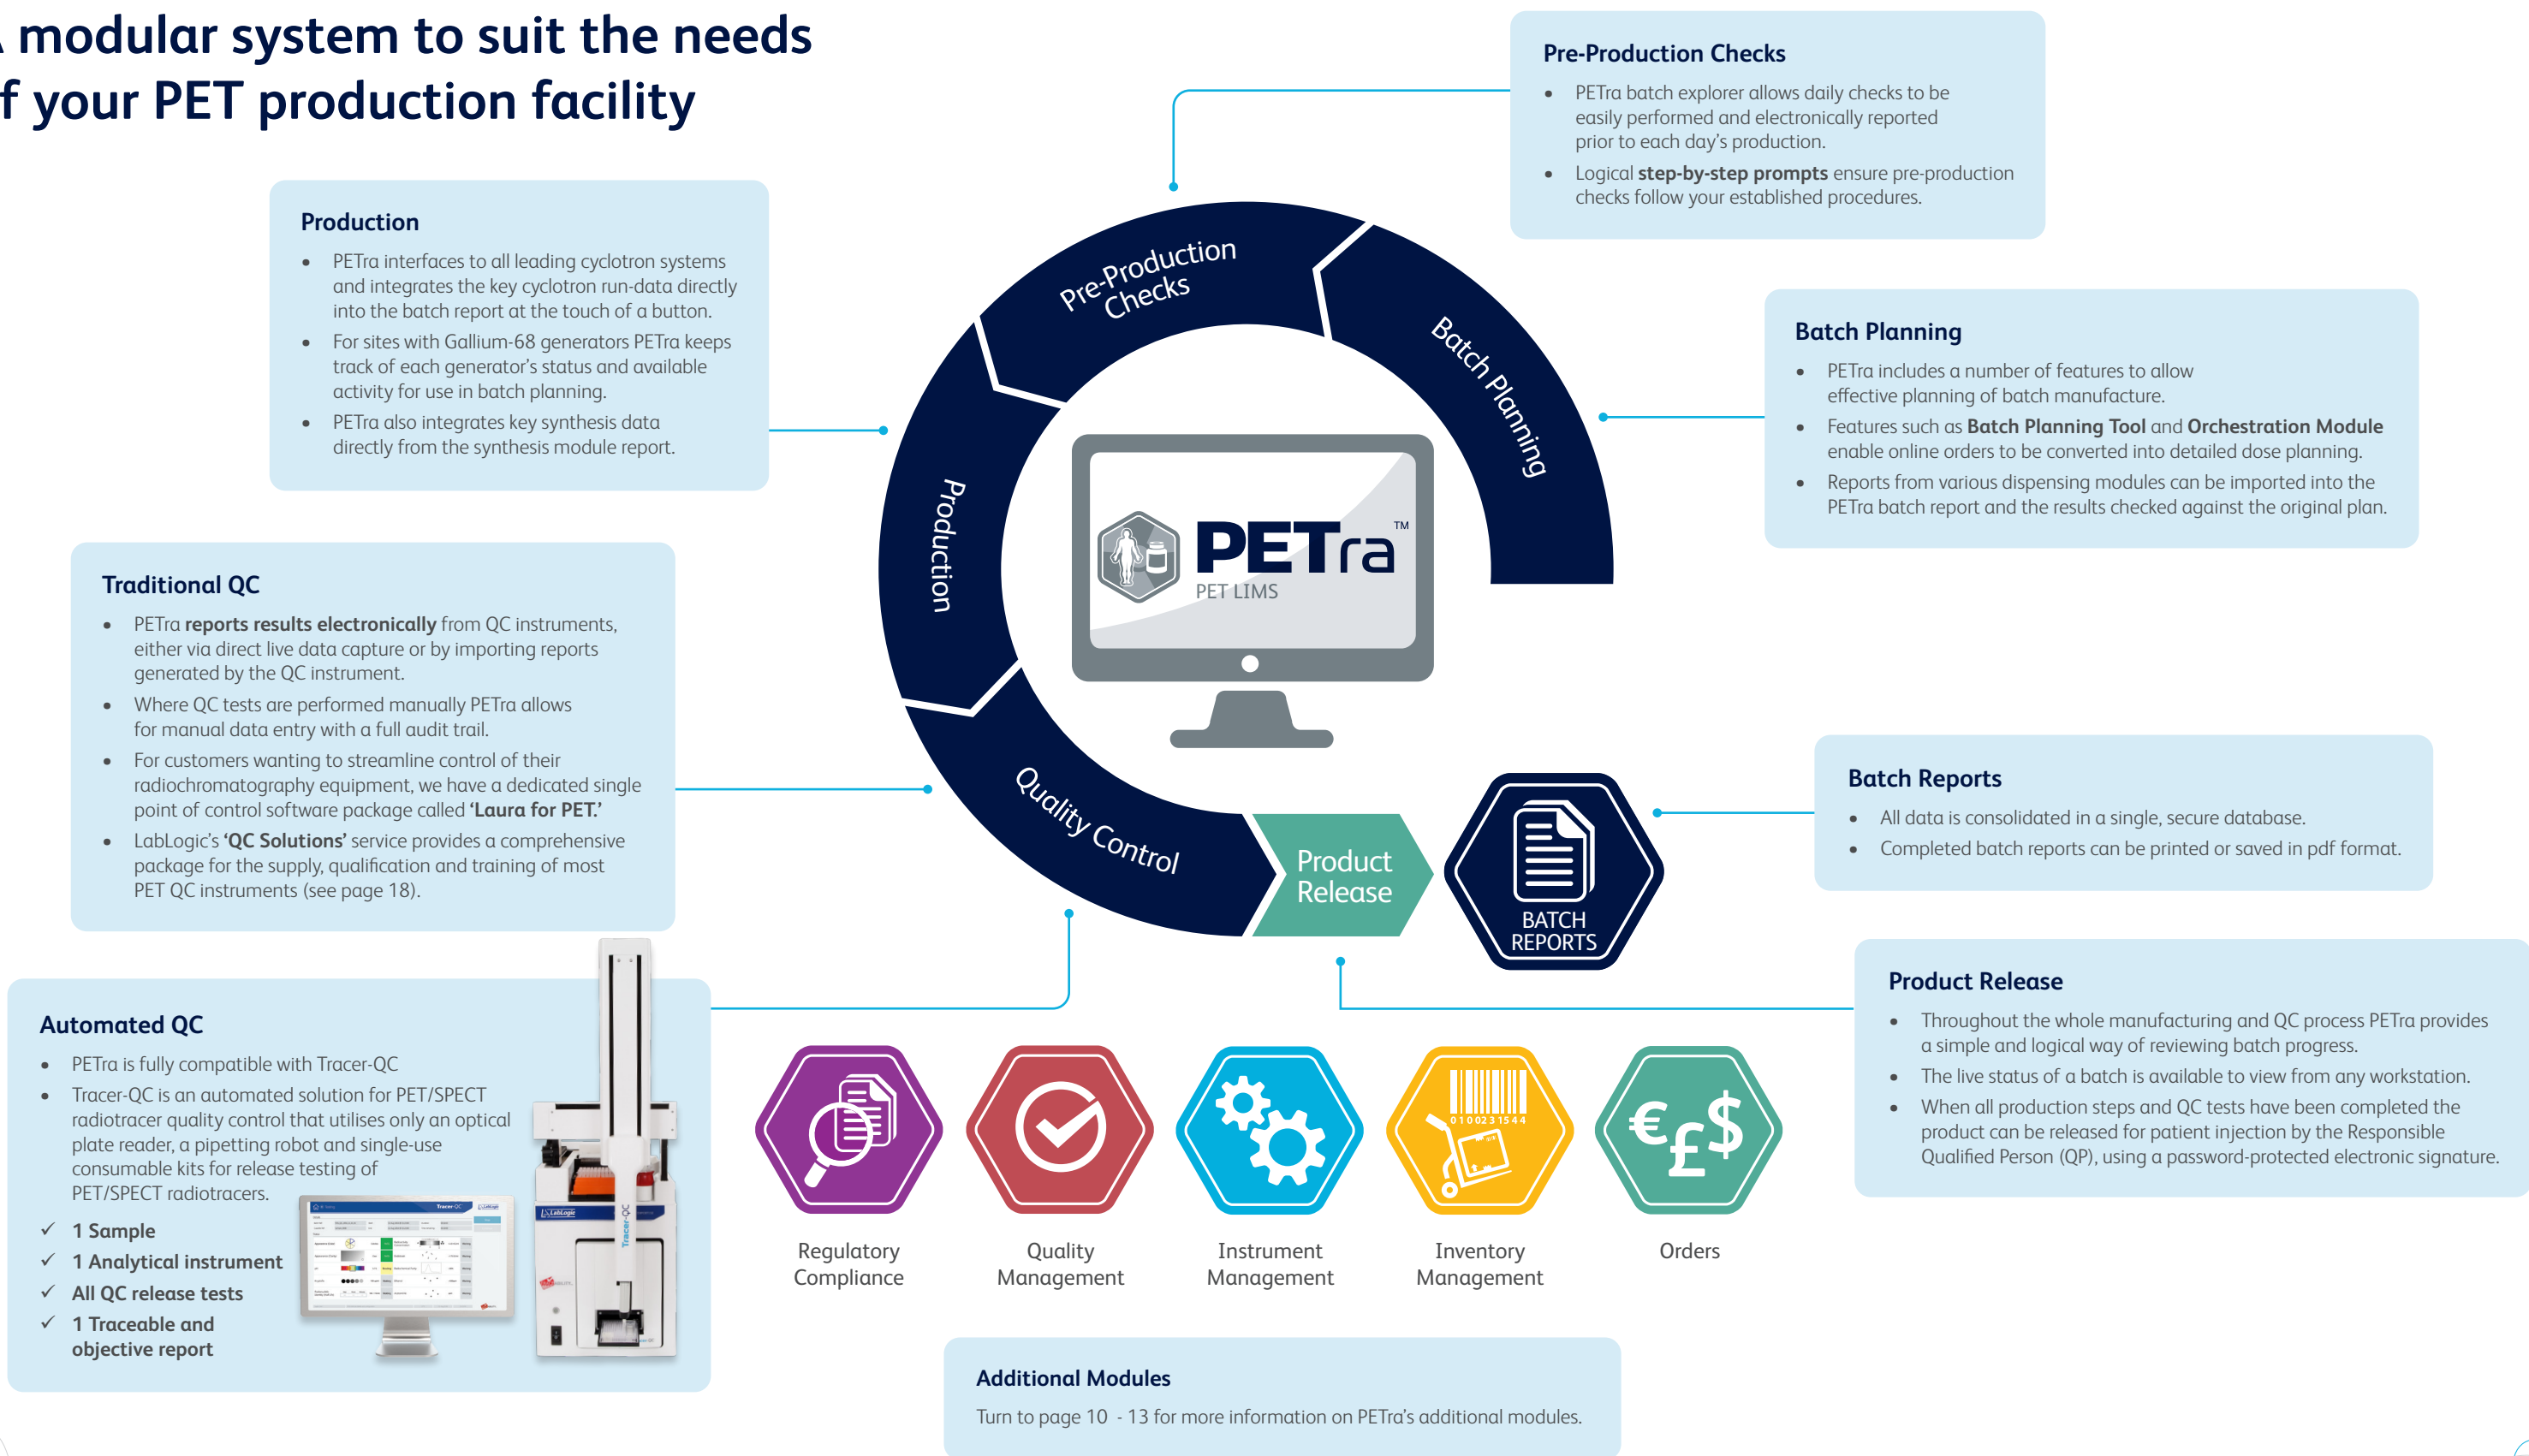 modular system to suit the needs
f your PET production facility
Pre-Production Checks
• PETra batch explorer allows daily checks to be
easily performed and electronically reported
prior to each day's production.
• Logical step-by-step prompts ensure pre-production
checks follow your established procedures.
Production
• PETra interfaces to all leading cyclotron systems
and integrates the key cyclotron run-data directly
into the batch report at the touch of a button.
• For sites with Gallium-68 generators PETra keeps
track of each generator's status and available
activity for use in batch planning.
• PETra also integrates key synthesis data
directly from the synthesis module report.
Batch Planning
• PETra includes a number of features to allow
effective planning of batch manufacture.
• Features such as Batch Planning Tool and Orchestration Module
enable online orders to be converted into detailed dose planning.
• Reports from various dispensing modules can be imported into the
PETra batch report and the results checked against the original plan.
Pre-Production
Checks
Batch Planning
Production
Quality Control
Product
Release
PETra™
PET LIMS
BATCH
REPORTS
Traditional QC
• PETra reports results electronically from QC instruments,
either via direct live data capture or by importing reports
generated by the QC instrument.
• Where QC tests are performed manually PETra allows
for manual data entry with a full audit trail.
• For customers wanting to streamline control of their
radiochromatography equipment, we have a dedicated single
point of control software package called ‘Laura for PET.’
• LabLogic's ‘QC Solutions’ service provides a comprehensive
package for the supply, qualification and training of most
PET QC instruments (see page 18).
Batch Reports
• All data is consolidated in a single, secure database.
• Completed batch reports can be printed or saved in pdf format.
Automated QC
• PETra is fully compatible with Tracer-QC
• Tracer-QC is an automated solution for PET/SPECT
radiotracer quality control that utilises only an optical
plate reader, a pipetting robot and single-use
consumable kits for release testing of
PET/SPECT radiotracers.
✓ 1 Sample
✓ 1 Analytical instrument
✓ All QC release tests
✓ 1 Traceable and
objective report
Tracer-QC
LabLogic
LabLogic
Tracer-QC
Product Release
• Throughout the whole manufacturing and QC process PETra provides
a simple and logical way of reviewing batch progress.
• The live status of a batch is available to view from any workstation.
• When all production steps and QC tests have been completed the
product can be released for patient injection by the Responsible
Qualified Person (QP), using a password-protected electronic signature.
0 1 0 0 2 3 1 5 4 4
€£$
Regulatory
Compliance
Quality
Management
Instrument
Management
Inventory
Management
Orders
Additional Modules
Turn to page 10 - 13 for more information on PETra's additional modules.